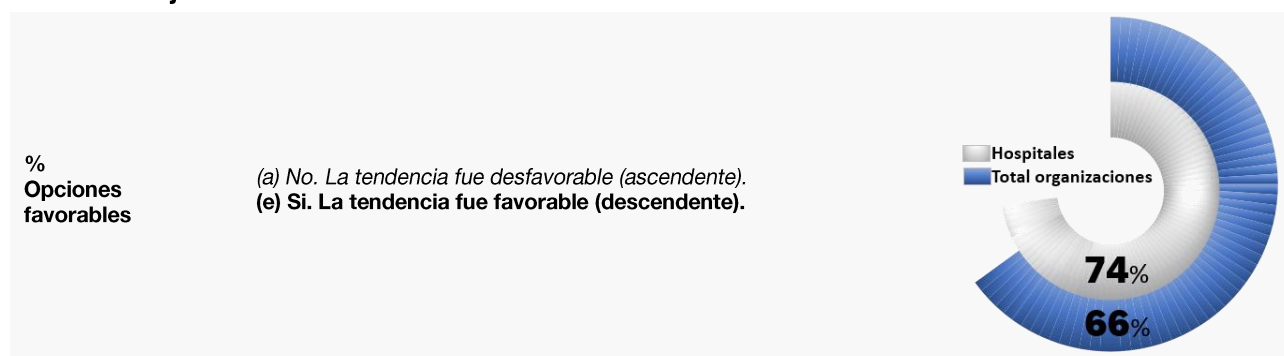 %
Opciones
favorables
(a) No. La tendencia fue desfavorable (ascendente).
(e) Si. La tendencia fue favorable (descendente).
Hospitales
Total organizaciones
74%
66%